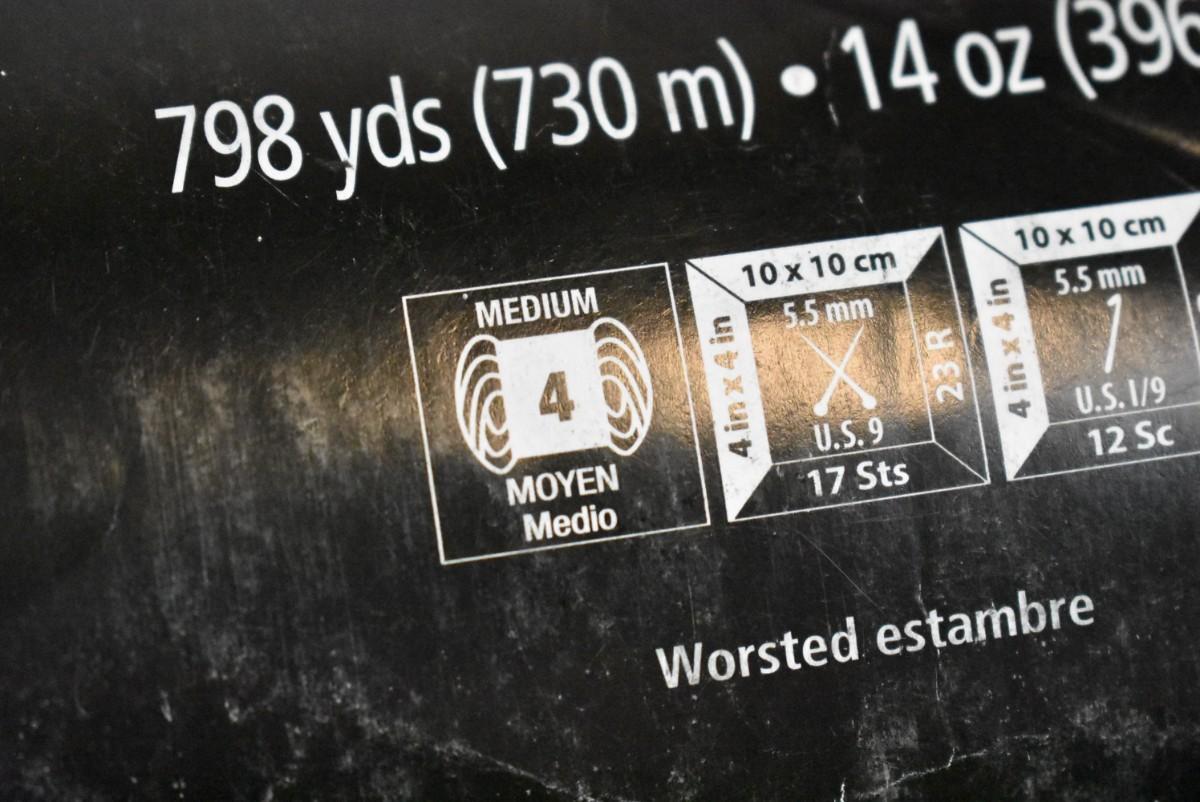 798 yds (730 m) • 14 oz (396
MEDIUM
4
MOYEN
Medio
10 x 10 cm
4 in x 4 in
5.5 mm
U.S. 9
23 R
17 Sts
10 x 10 cm
4 in x 4 in
5.5 mm
U.S. I/9
12 Sc
Worsted estambre